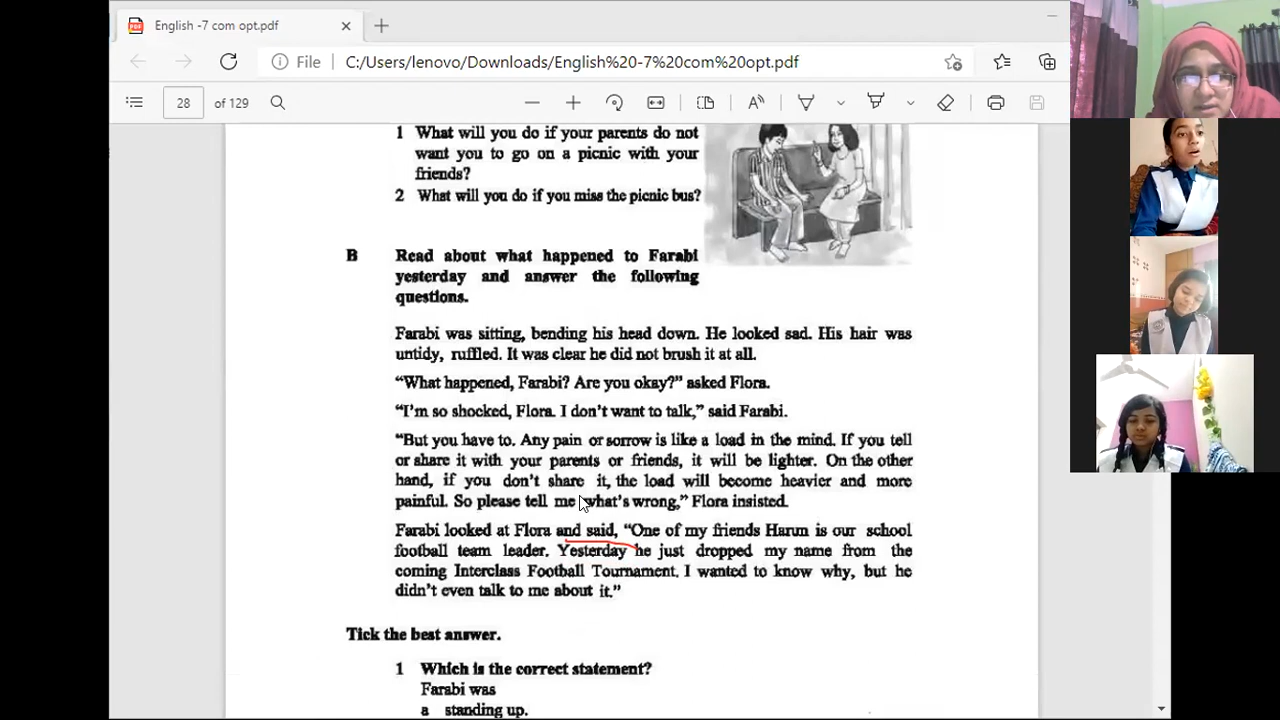 English -7 com opt.pdf
File C:/Users/lenovo/Downloads/English%20-7%20com%20opt.pdf
28 of 129
1 What will you do if your parents do not
want you to go on a picnic with your
friends?
2 What will you do if you miss the picnic bus?
B Read about what happened to Farabi
yesterday and answer the following
questions.
Farabi was sitting, bending his head down. He looked sad. His hair was
untidy, ruffled. It was clear he did not brush it at all.
“What happened, Farabi? Are you okay?” asked Flora.
“I’m so shocked, Flora. I don’t want to talk,” said Farabi.
“But you have to. Any pain or sorrow is like a load in the mind. If you tell
or share it with your parents or friends, it will be lighter. On the other
hand, if you don’t share it, the load will become heavier and more
painful. So please tell me what’s wrong,” Flora insisted.
Farabi looked at Flora and said, “One of my friends Harun is our school
football team leader. Yesterday he just dropped my name from the
coming Interclass Football Tournament. I wanted to know why, but he
didn’t even talk to me about it.”
Tick the best answer.
1 Which is the correct statement?
Farabi was
a standing up.